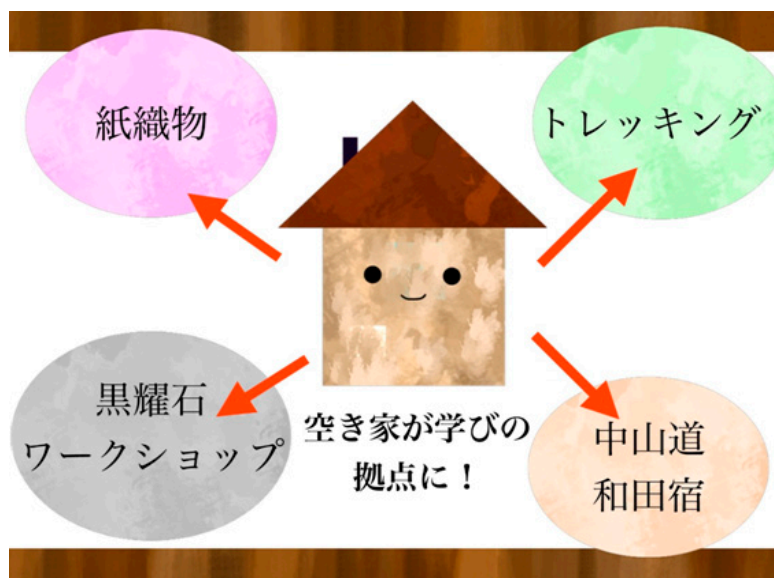 紙織物
トレッキング
黒耀石
ワークショップ
空き家が学びの
拠点に！
中山道
和田宿